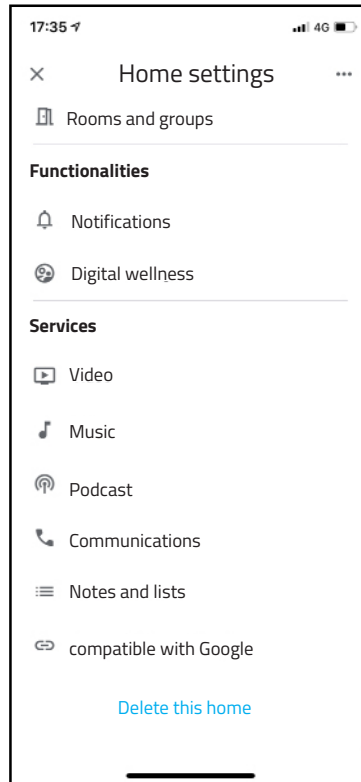 17:35 4G
Home settings
Rooms and groups
Functionalities
Notifications
Digital wellness
Services
Video
Music
Podcast
Communications
Notes and lists
compatible with Google
Delete this home